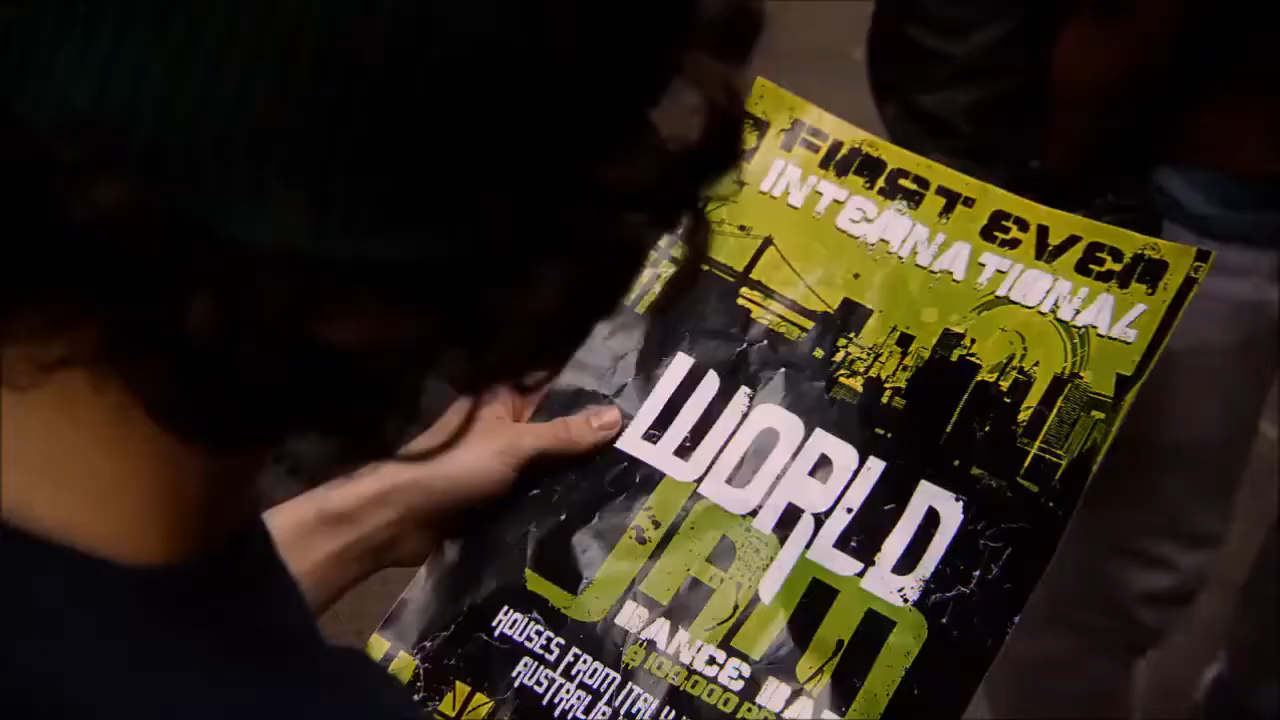 FIRST EVER
INTERNATIONAL
WORLD
JAM
DANCE
$100,000
HOUSES FROM ITALY
AUSTRALIA